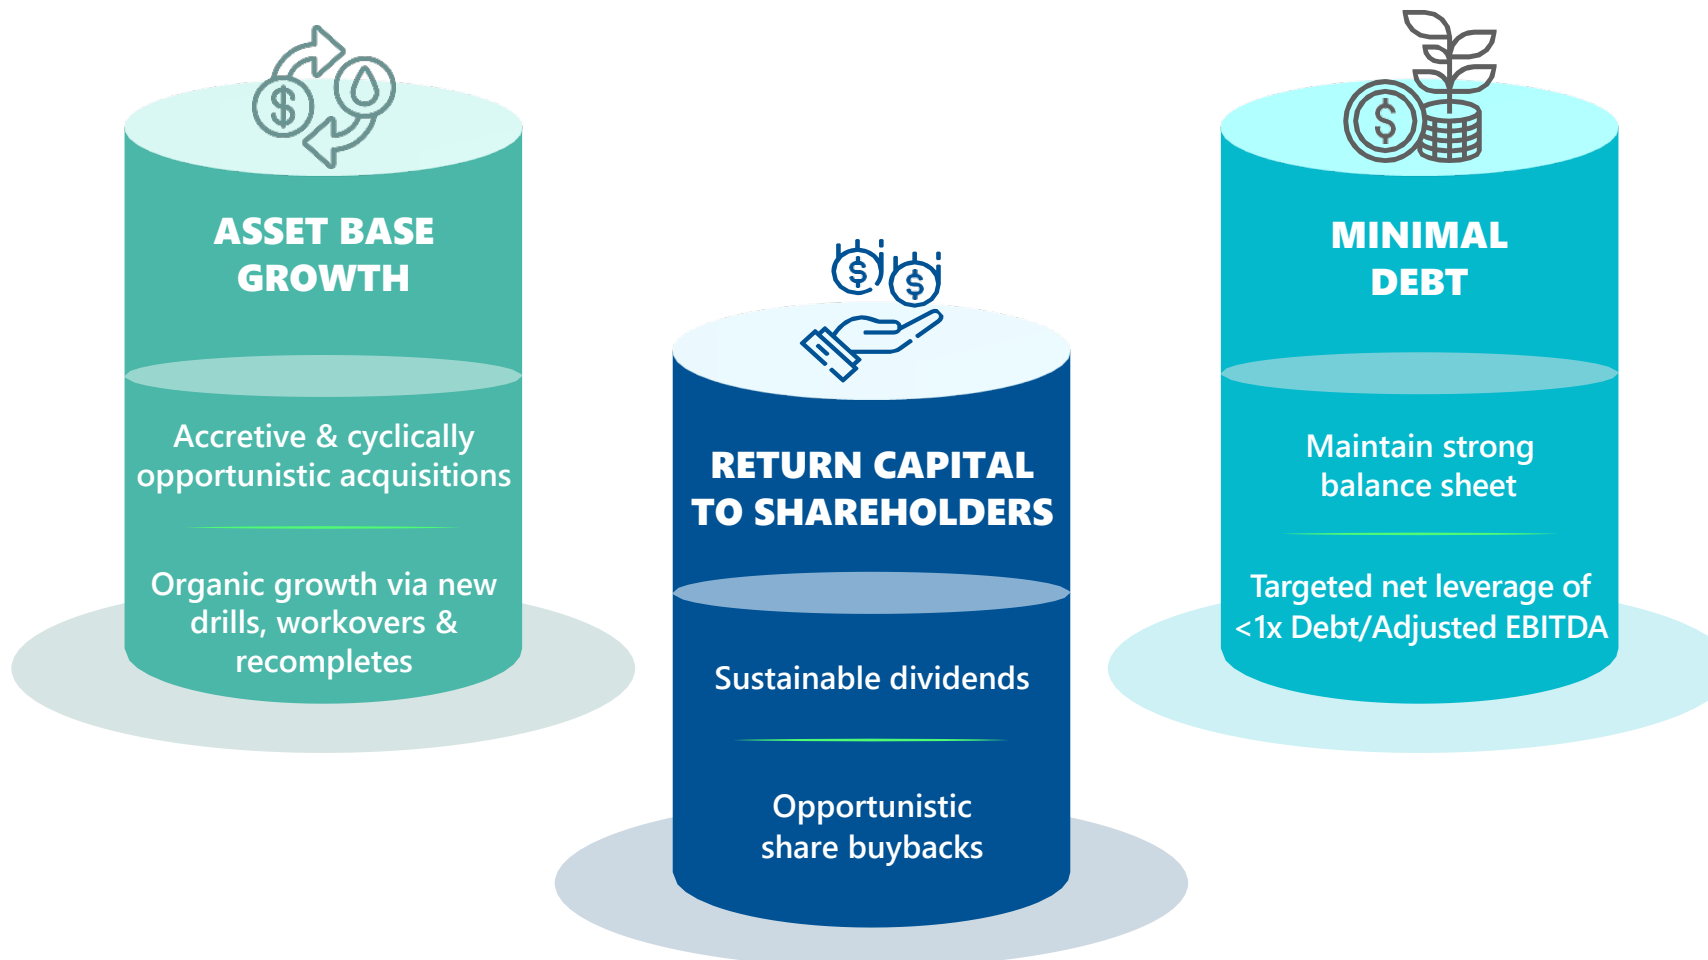 ASSET BASE
GROWTH
Accretive & cyclically
opportunistic acquisitions
Organic growth via new
drills, workovers &
recompletes
$
$ $
RETURN CAPITAL
TO SHAREHOLDERS
Sustainable dividends
Opportunistic
share buybacks
$
MINIMAL
DEBT
Maintain strong
balance sheet
Targeted net leverage of
<1x Debt/Adjusted EBITDA